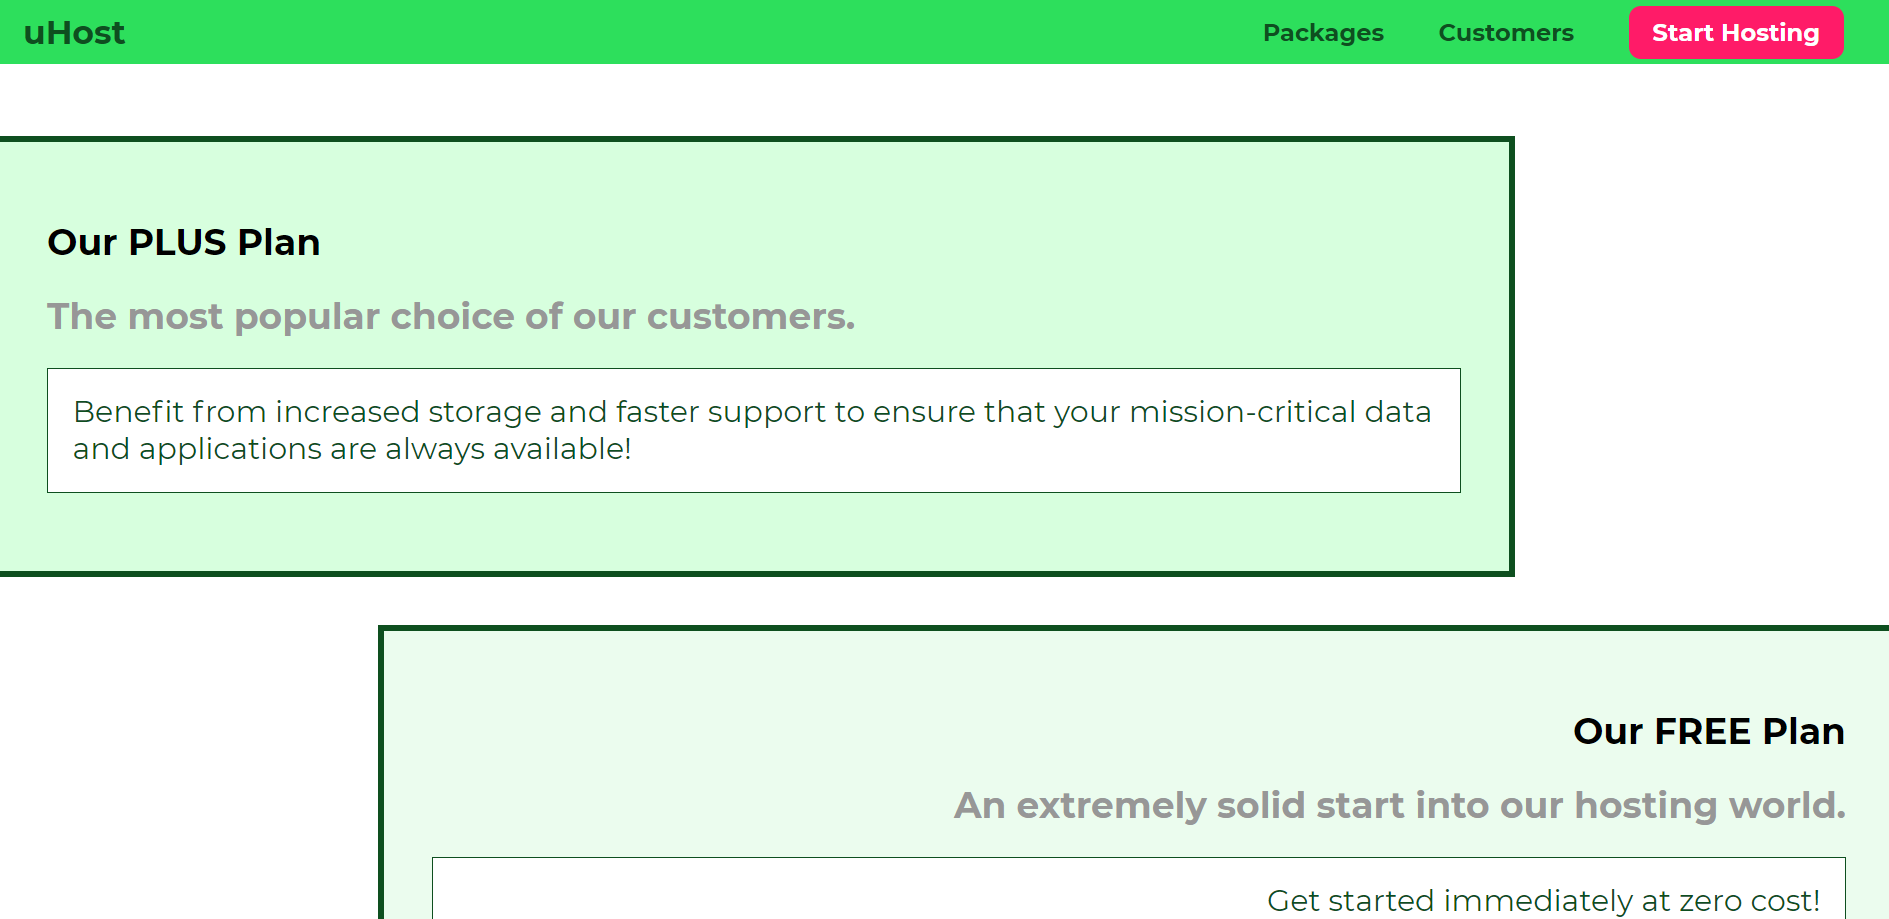 uHost
Packages
Customers
Start Hosting
Our PLUS Plan
The most popular choice of our customers.
Benefit from increased storage and faster support to ensure that your mission-critical data
and applications are always available!
Our FREE Plan
An extremely solid start into our hosting world.
Get started immediately at zero cost!